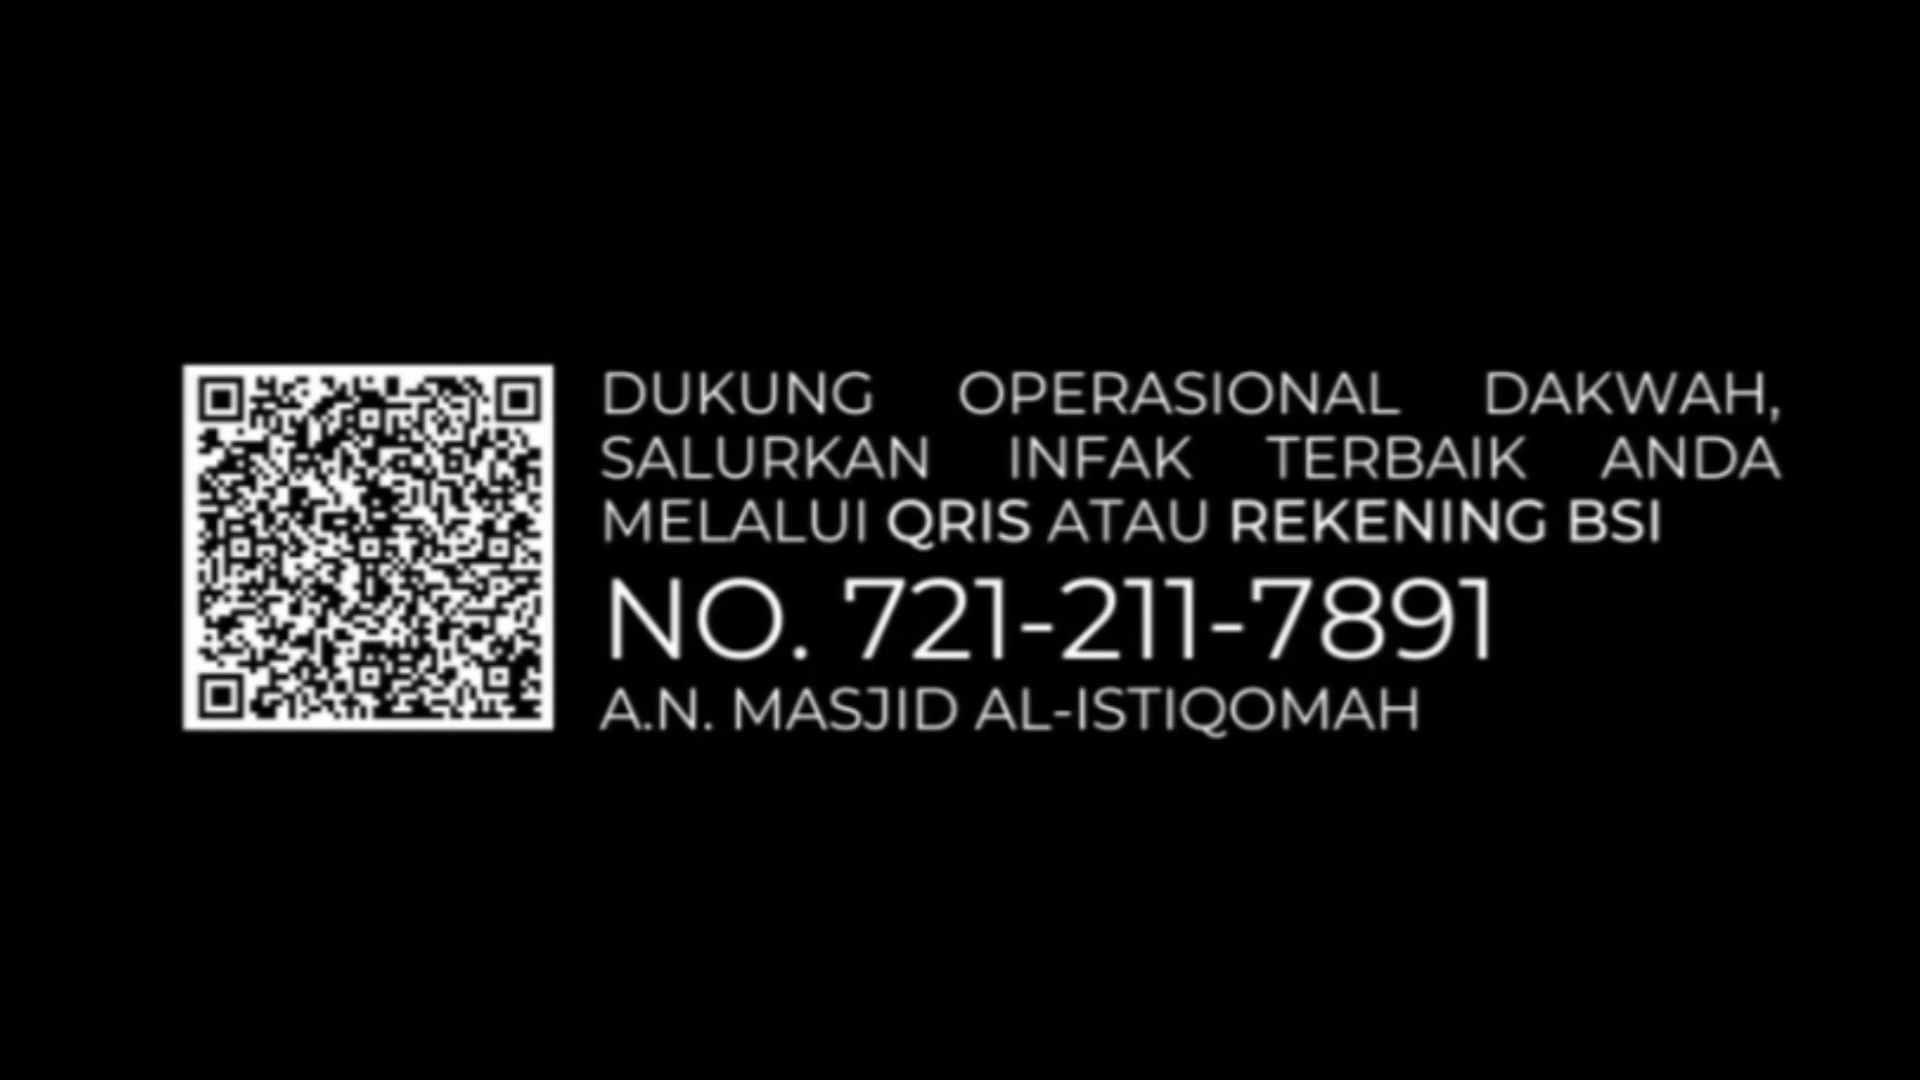 DUKUNG OPERASIONAL DAKWAH,
SALURKAN INFAK TERBAIK ANDA
MELALUI QRIS ATAU REKENING BSI
NO. 721-211-7891
A.N. MASJID AL-ISTIQOMAH